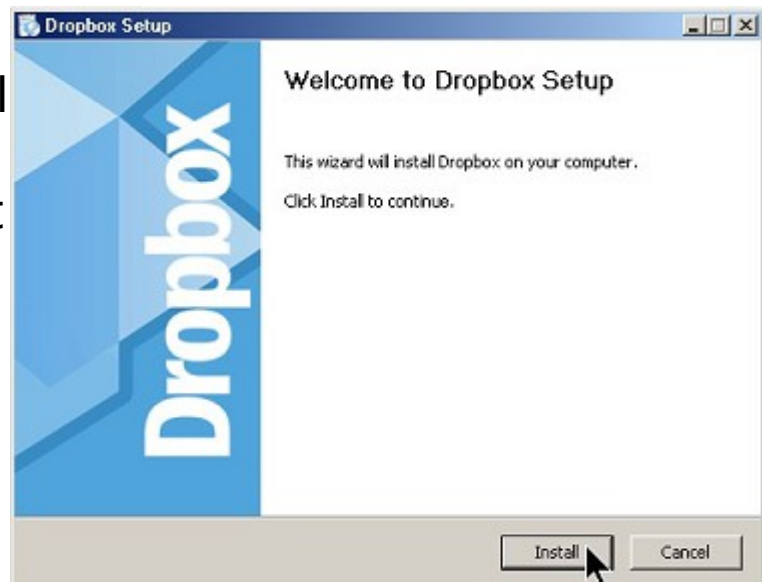 Dropbox Setup
Welcome to Dropbox Setup
This wizard will install Dropbox on your computer.
Click Install to continue.
Dropbox
Install
Cancel